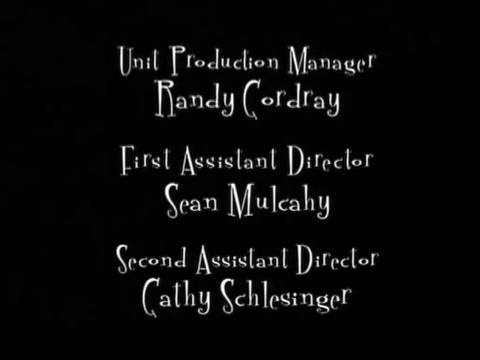 Unit Production Manager
Randy Cordray
First Assistant Director
Sean Mulcahy
Second Assistant Director
Cathy Schlesinger